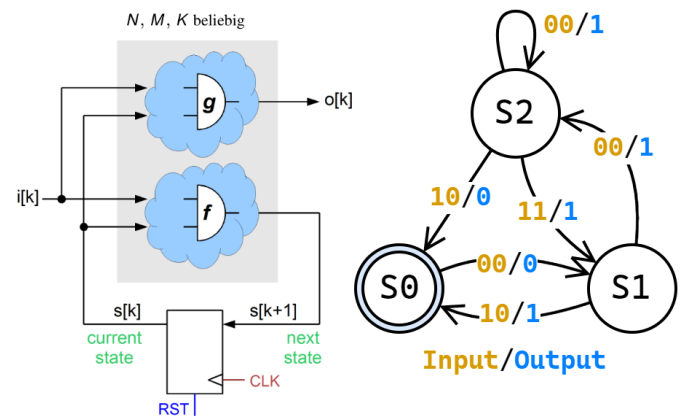 N, M, K beliebig
g
o[k]
i[k]
f
s[k]
s[k+1]
current
state
next
state
CLK
RST
00/1
S2
00/1
10/0
11/1
S0
00/0
S1
10/1
Input/Output